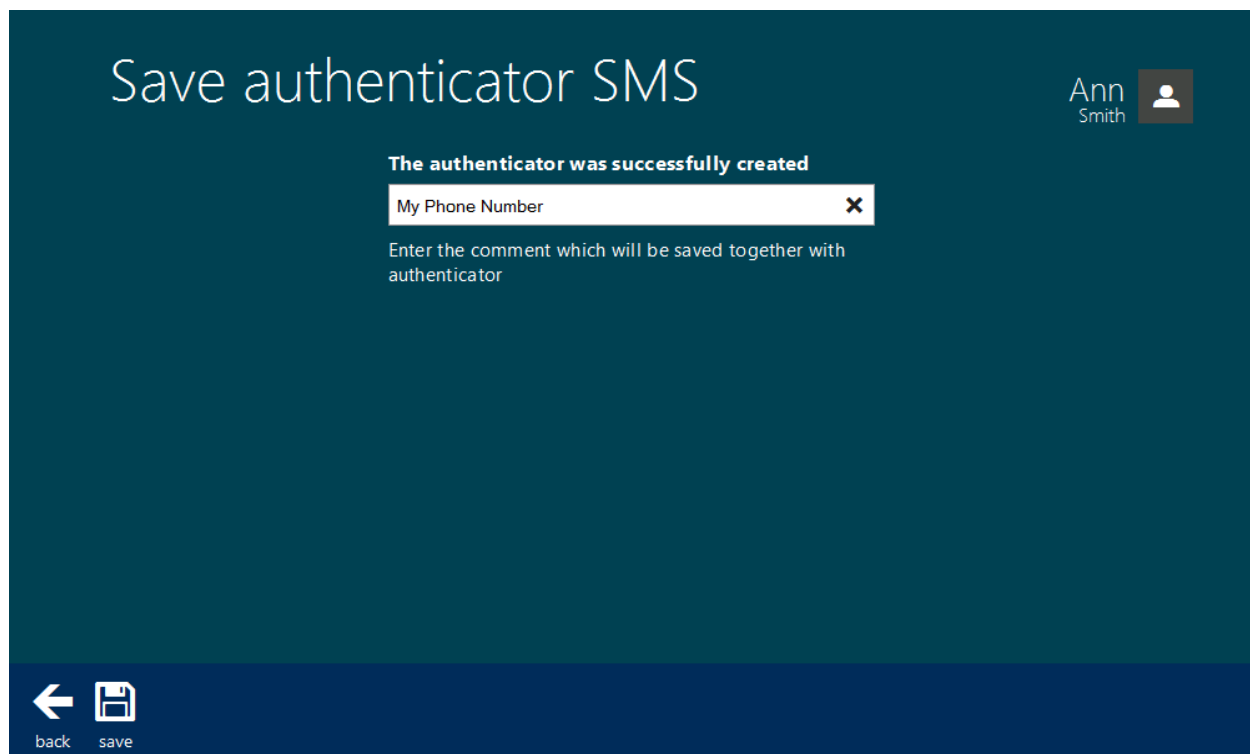 Save authenticator SMS
Ann
Smith
The authenticator was successfully created
My Phone Number
Enter the comment which will be saved together with
authenticator
back save